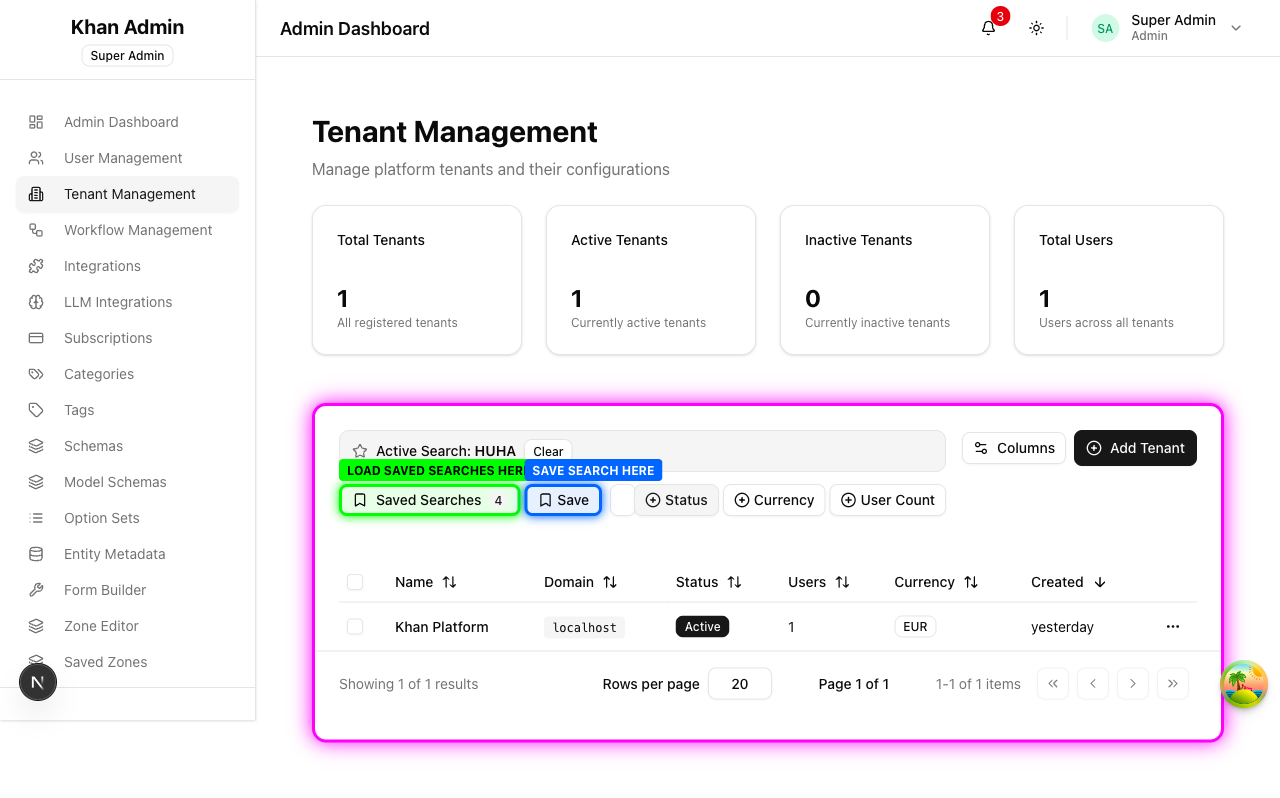 Khan Admin
Super Admin
Admin Dashboard
User Management
Tenant Management
Workflow Management
Integrations
LLM Integrations
Subscriptions
Categories
Tags
Schemas
Model Schemas
Option Sets
Entity Metadata
Form Builder
Zone Editor
Saved Zones
N
Admin Dashboard
3
SA
Super Admin
Admin
Tenant Management
Manage platform tenants and their configurations
Total Tenants
1
All registered tenants
Active Tenants
1
Currently active tenants
Inactive Tenants
0
Currently inactive tenants
Total Users
1
Users across all tenants
Active Search: HUHA Clear
Columns
Add Tenant
LOAD SAVED SEARCHES HERE
SAVE SEARCH HERE
Saved Searches 4
Save
Status
Currency
User Count
Name Domain Status Users Currency Created
Khan Platform localhost Active 1 EUR yesterday
Showing 1 of 1 results Rows per page 20 Page 1 of 1 1-1 of 1 items